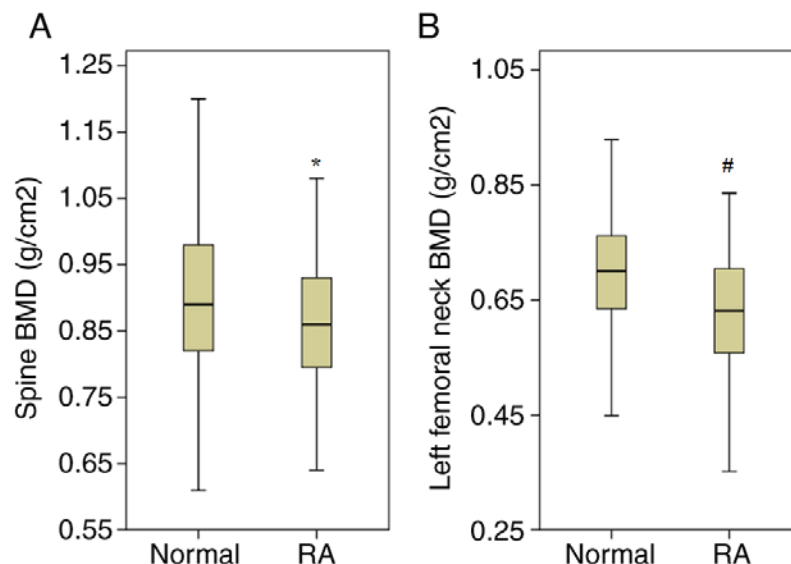 A
Spine BMD (g/cm2)
1.25
1.15
1.05
0.95
0.85
0.75
0.65
0.55
*
Normal RA
B
Left femoral neck BMD (g/cm2)
1.05
0.85
0.65
0.45
0.25
#
Normal RA